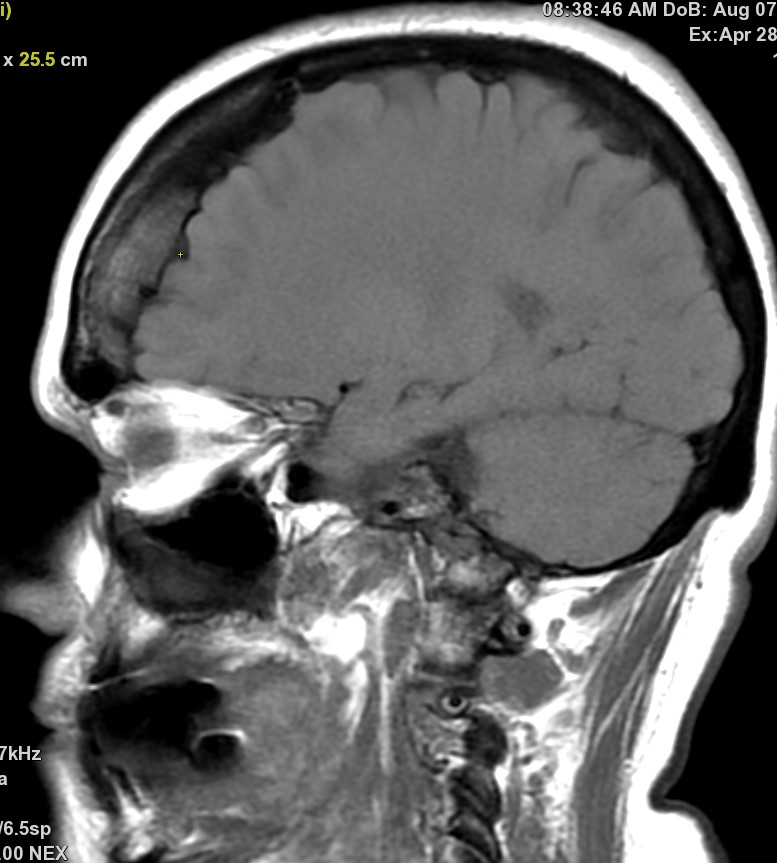 i)
08:38:46 AM DoB: Aug 07
Ex:Apr 28
x 25.5 cm
7kHz
a
/6.5sp
.00 NEX